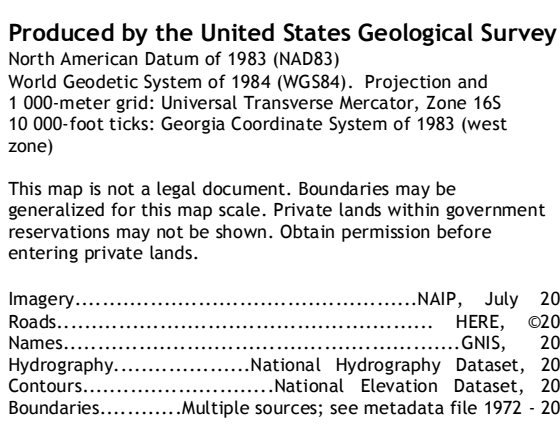 Produced by the United States Geological Survey
North American Datum of 1983 (NAD83)
World Geodetic System of 1984 (WGS84).  Projection and
1 000-meter grid: Universal Transverse Mercator, Zone 16S
10 000-foot ticks: Georgia Coordinate System of 1983 (west
zone)
This map is not a legal document. Boundaries may be
generalized for this map scale. Private lands within government
reservations may not be shown. Obtain permission before
entering private lands.
Imagery..................................................NAIP, July 20
Roads....................................................... HERE, ©20
Names..........................................................GNIS, 20
Hydrography....................National Hydrography Dataset, 20
Contours............................National Elevation Dataset, 20
Boundaries............Multiple sources; see metadata file 1972 - 20